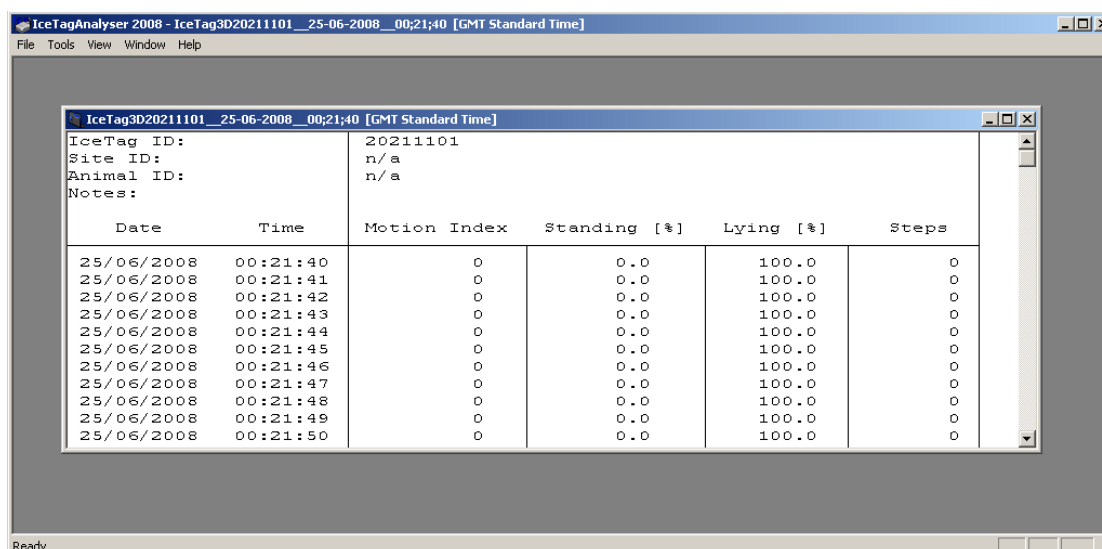 IceTagAnalyser 2008 - IceTag3D20211101__25-06-2008__00;21;40 [GMT Standard Time]
File Tools View Window Help
IceTag3D20211101__25-06-2008__00;21;40 [GMT Standard Time]
IceTag ID: 20211101
Site ID: n/a
Animal ID: n/a
Notes:
Date Time Motion Index Standing [%] Lying [%] Steps
25/06/2008 00:21:40 0 0.0 100.0 0
25/06/2008 00:21:41 0 0.0 100.0 0
25/06/2008 00:21:42 0 0.0 100.0 0
25/06/2008 00:21:43 0 0.0 100.0 0
25/06/2008 00:21:44 0 0.0 100.0 0
25/06/2008 00:21:45 0 0.0 100.0 0
25/06/2008 00:21:46 0 0.0 100.0 0
25/06/2008 00:21:47 0 0.0 100.0 0
25/06/2008 00:21:48 0 0.0 100.0 0
25/06/2008 00:21:49 0 0.0 100.0 0
25/06/2008 00:21:50 0 0.0 100.0 0
Ready